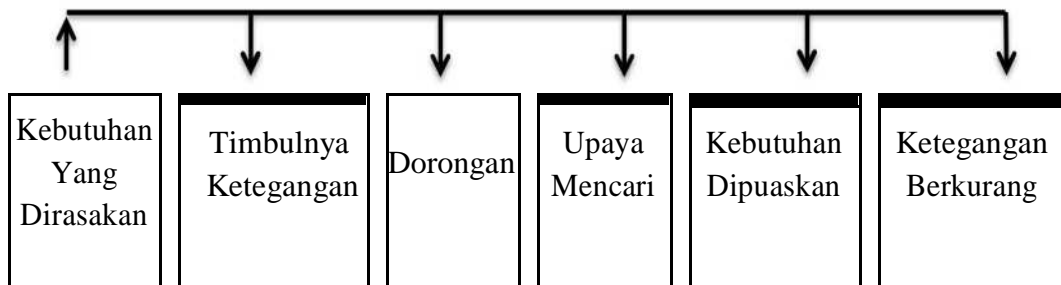 Kebutuhan
Yang
Dirasakan
Timbulnya
Ketegangan
Dorongan
Upaya
Mencari
Kebutuhan
Dipuaskan
Ketegangan
Berkurang